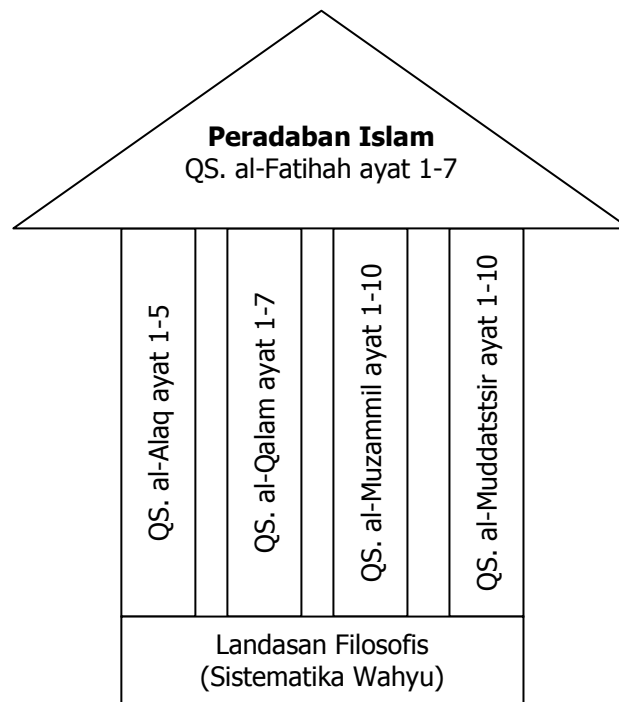 Peradaban Islam
QS. al-Fatihah ayat 1-7
QS. al-Alaq ayat 1-5
QS. al-Qalam ayat 1-7
QS. al-Muzammil ayat 1-10
QS. al-Muddatstsir ayat 1-10
Landasan Filosofis
(Sistematika Wahyu)